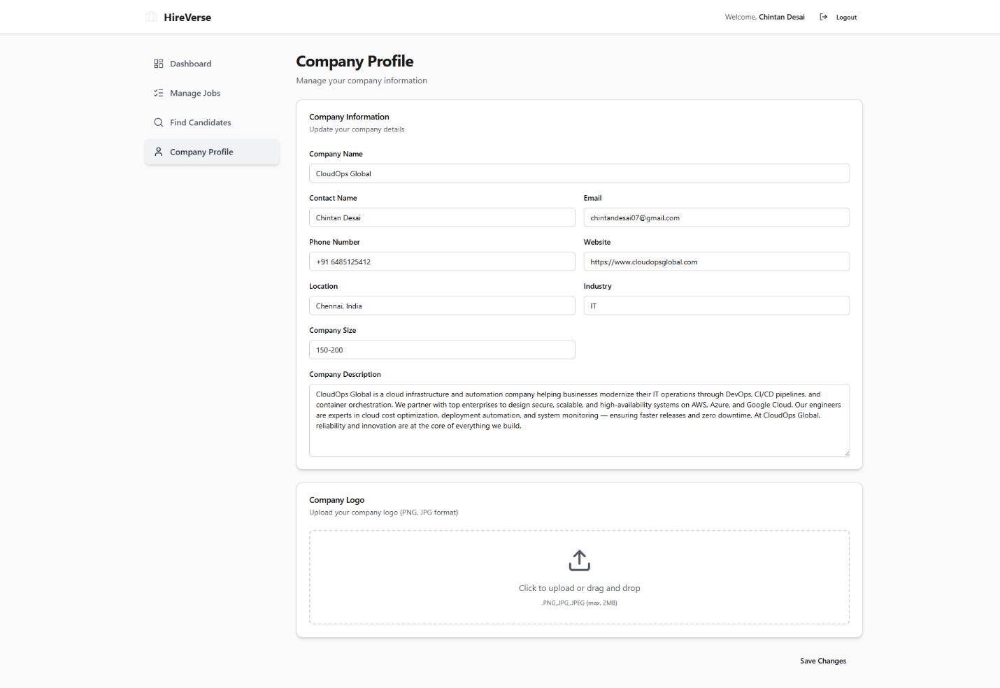 HireVerse
Welcome, Chintan Desai
Logout
Dashboard
Manage Jobs
Find Candidates
Company Profile
Company Profile
Manage your company information
Company Information
Update your company details
Company Name
CloudOps Global
Contact Name
Email
Chintan Desai
chintandesai07@gmail.com
Phone Number
Website
+91 6485125412
https://www.cloudopsglobal.com
Location
Industry
Chennai, India
IT
Company Size
150-200
Company Description
CloudOps Global is a cloud infrastructure and automation company helping businesses modernize their IT operations through DevOps, CI/CD pipelines, and
container orchestration. We partner with top enterprises to design secure, scalable, and high-availability systems on AWS, Azure, and Google Cloud. Our engineers
are experts in cloud cost optimization, deployment automation, and system monitoring — ensuring faster releases and zero downtime. At CloudOps Global,
reliability and innovation are at the core of everything we build.
Company Logo
Upload your company logo (PNG, JPG format)
Click to upload or drag and drop
.PNG,.JPG,.JPEG (max. 2MB)
Save Changes